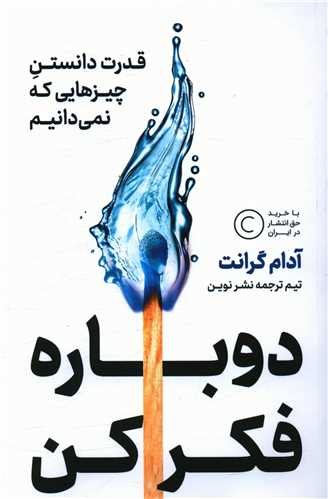 قدرت دانستنِ
چیزهایی که
نمی‌دانیم
با خرید
حق انتشار
در ایران
C
آدام گرانت
تیم ترجمه نشر نوین
دوباره
فکر کن